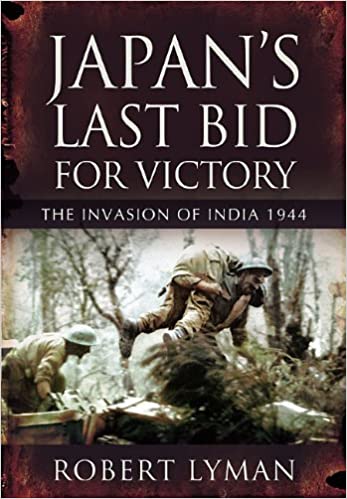 JAPAN'S
LAST BID
FOR VICTORY
THE INVASION OF INDIA 1944
ROBERT LYMAN